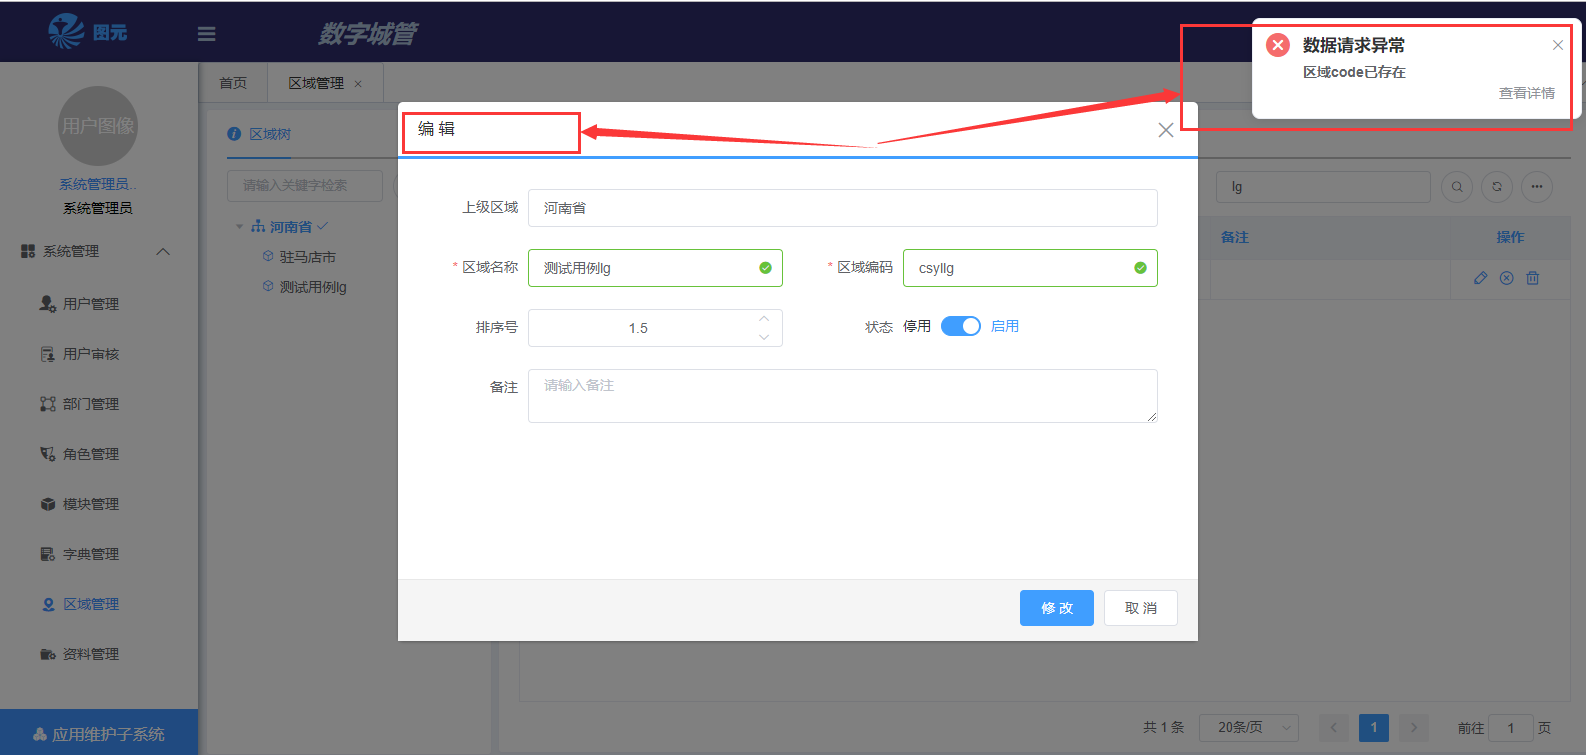 图元
数字城管
数据请求异常
区域code已存在
查看详情
首页
区域管理
用户图像
系统管理员..
系统管理员
系统管理
用户管理
用户审核
部门管理
角色管理
模块管理
字典管理
区域管理
资料管理
应用维护子系统
区域树
请输入关键字检索
河南省
驻马店市
测试用例lg
编 辑
上级区域 河南省
* 区域名称 测试用例lg * 区域编码 csyllg
排序号 1.5 状态 停用 启用
备注 请输入备注
修 改 取 消
lg
备注 操作
共 1 条 20条/页 1 前往 1 页